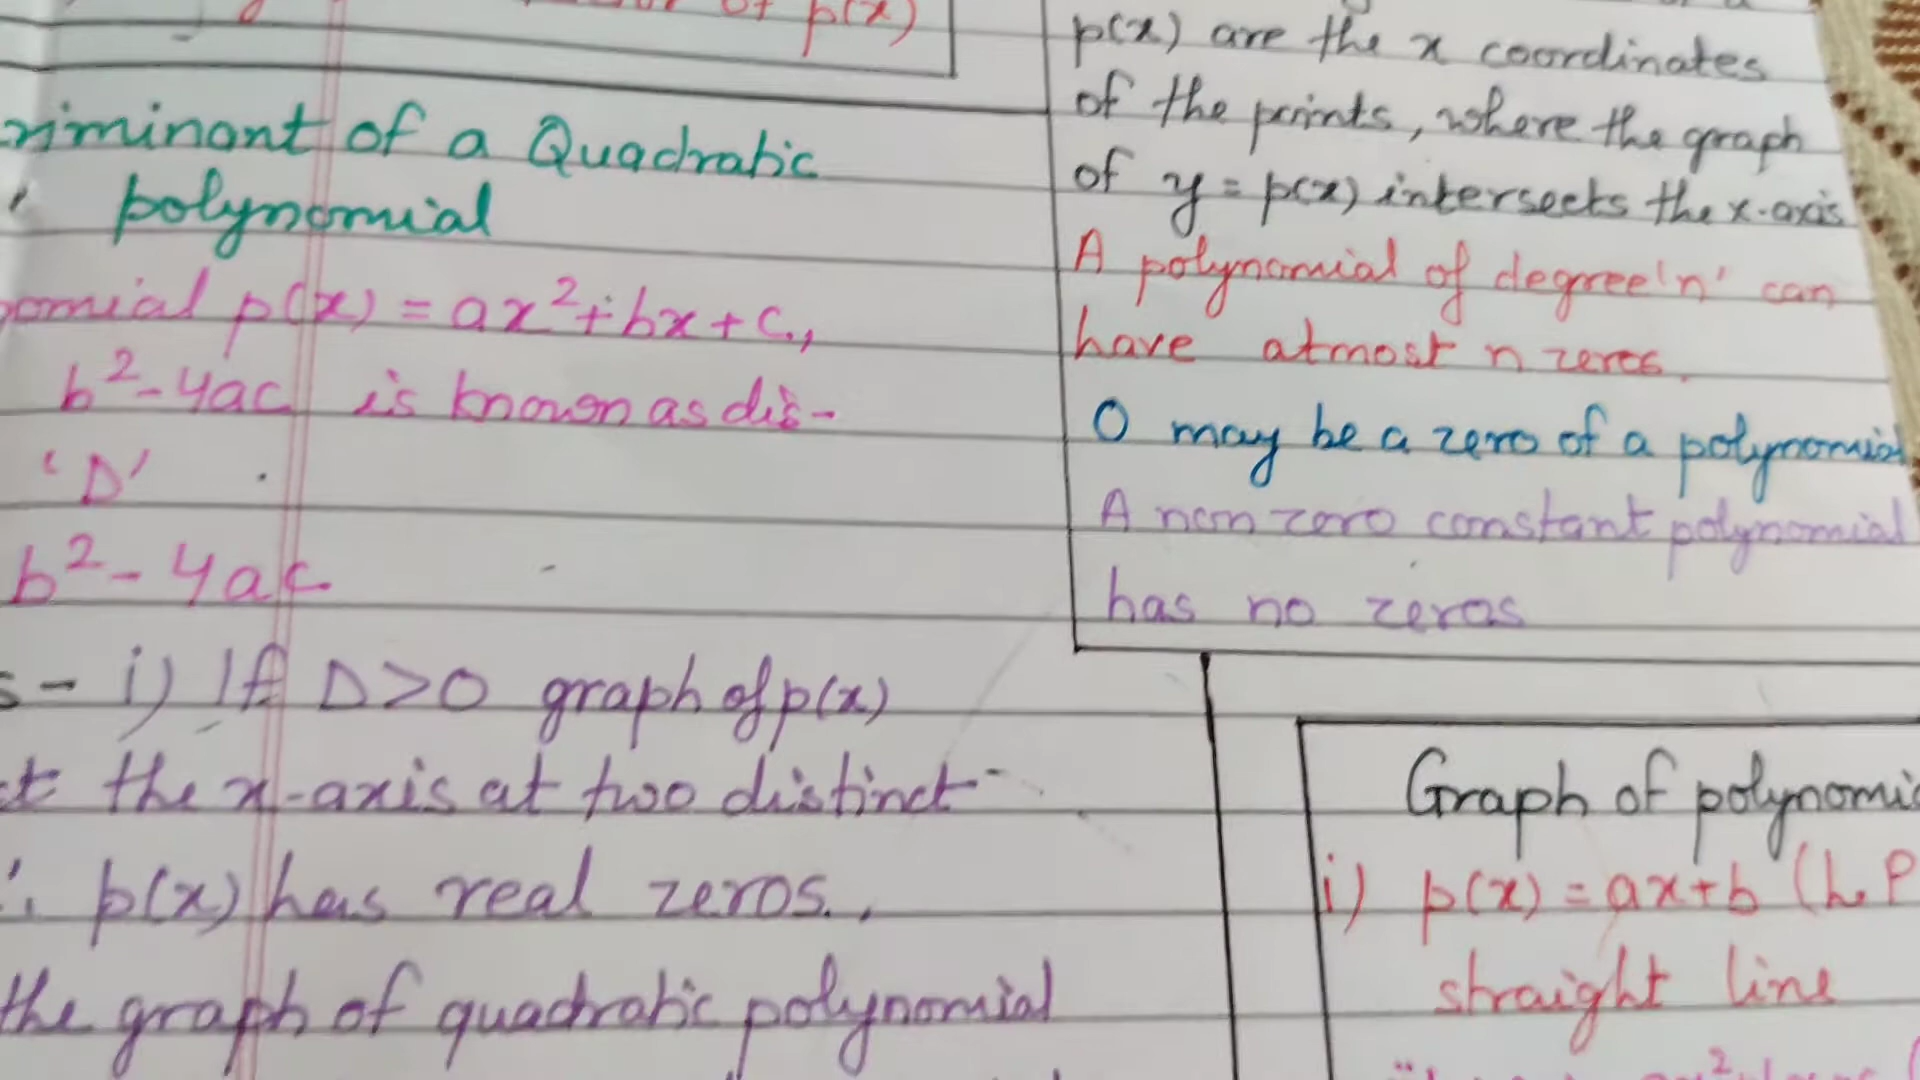 of p(x)
riminant of a Quadratic
polynomial
nomial p(x) = ax²+bx+c.,
b²-4ac is known as dis-
'D'
b²-4ac
s - i) If D>0 graph of p(x)
ct the x-axis at two distinct
∴ p(x) has real zeros.,
the graph of quadratic polynomial
p(x) are the x coordinates
of the points, where the graph
of y = p(x) intersects the x-axis
A polynomial of degree 'n' can
have atmost n zeros.
0 may be a zero of a polynomial
A non zero constant polynomial
has no zeros
Graph of polynomia
i) p(x) = ax+b (L.P
straight line